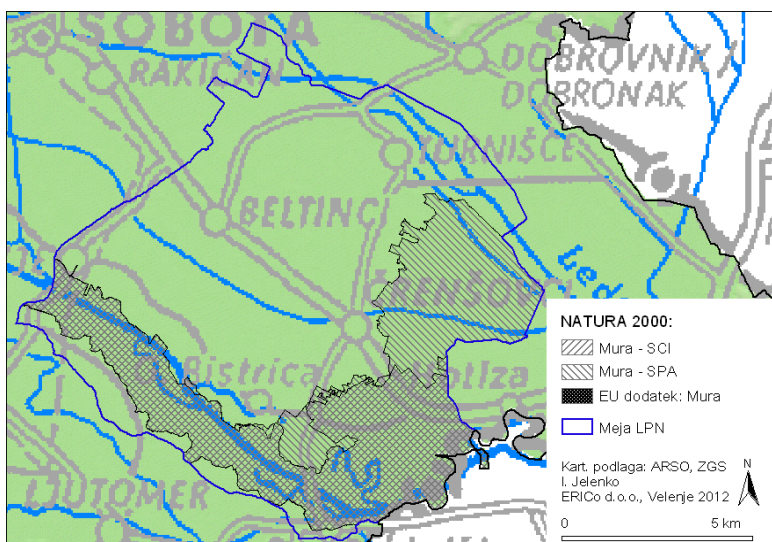 SOBOTA
RAKIČAN
DOBROVNIK /
DOBRONAK
TURNIŠČE
BELTINCI
ČRENŠOVCI
Bistrica
LJUTOMER
NATURA 2000:
Mura - SCI
Mura - SPA
EU dodatek: Mura
Meja LPN
Kart. podlaga: ARSO, ZGS
I. Jelenko
ERICo d.o.o., Velenje 2012
N
0 5 km